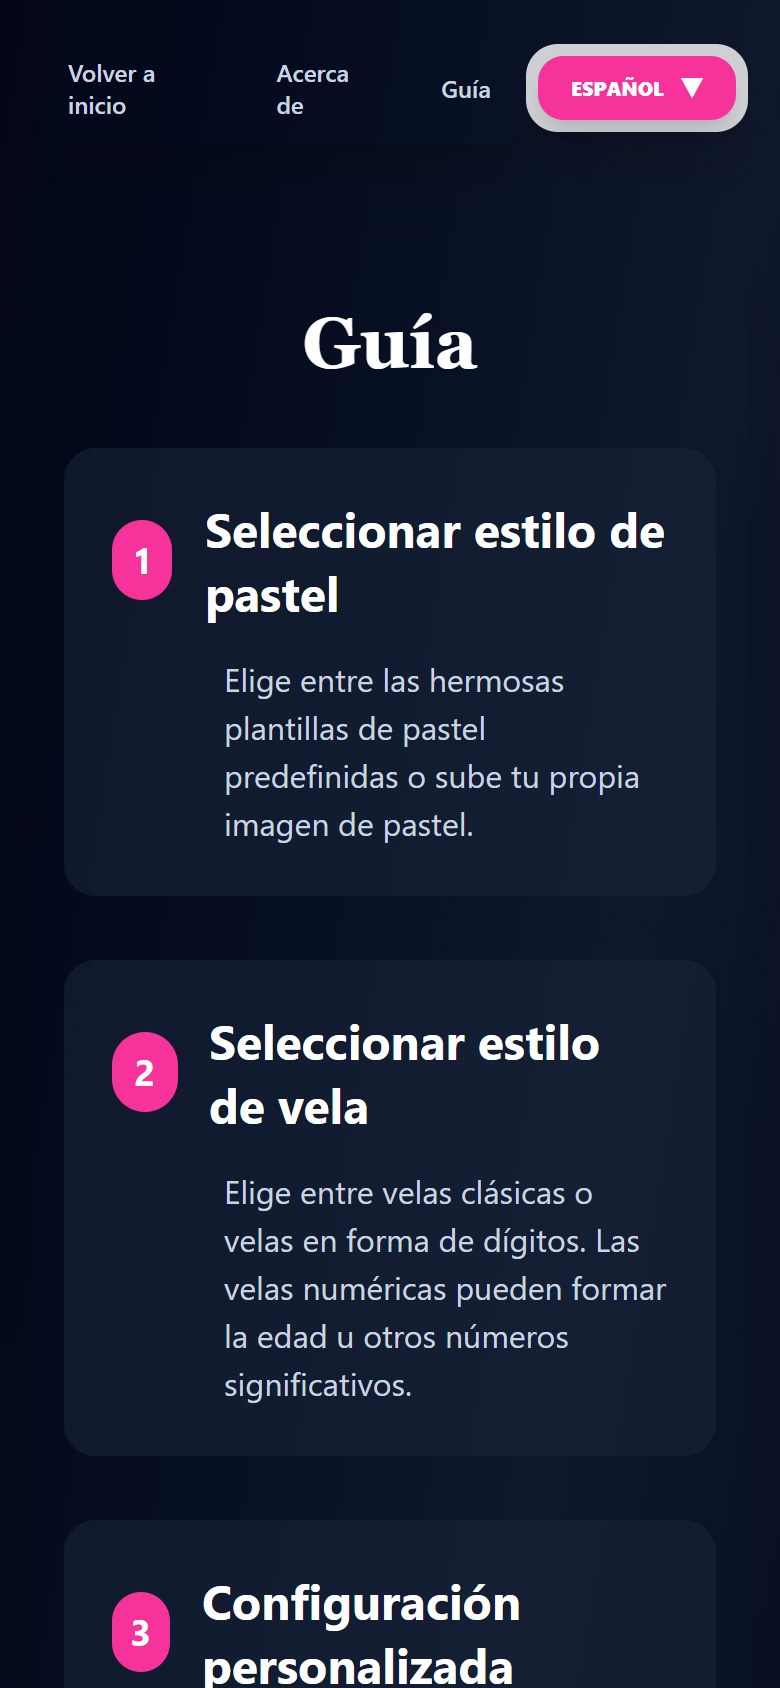 Volver a
inicio
Acerca
de
Guía
ESPAÑOL ▼
Guía
1
Seleccionar estilo de
pastel
Elige entre las hermosas
plantillas de pastel
predefinidas o sube tu propia
imagen de pastel.
2
Seleccionar estilo
de vela
Elige entre velas clásicas o
velas en forma de dígitos. Las
velas numéricas pueden formar
la edad u otros números
significativos.
3
Configuración
personalizada